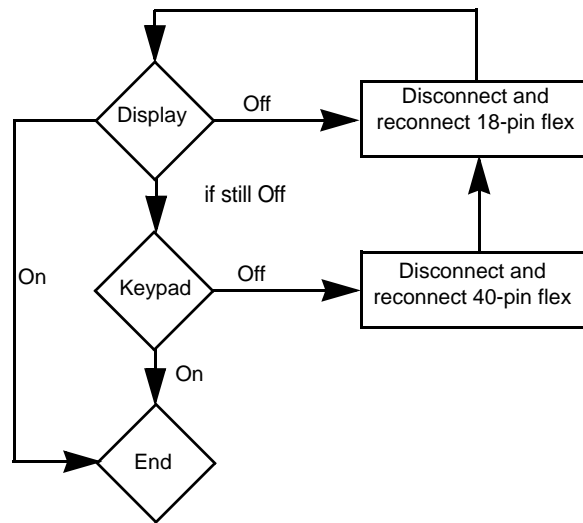 Display
Off
Disconnect and
reconnect 18-pin flex
if still Off
On
Keypad
Off
Disconnect and
reconnect 40-pin flex
On
End